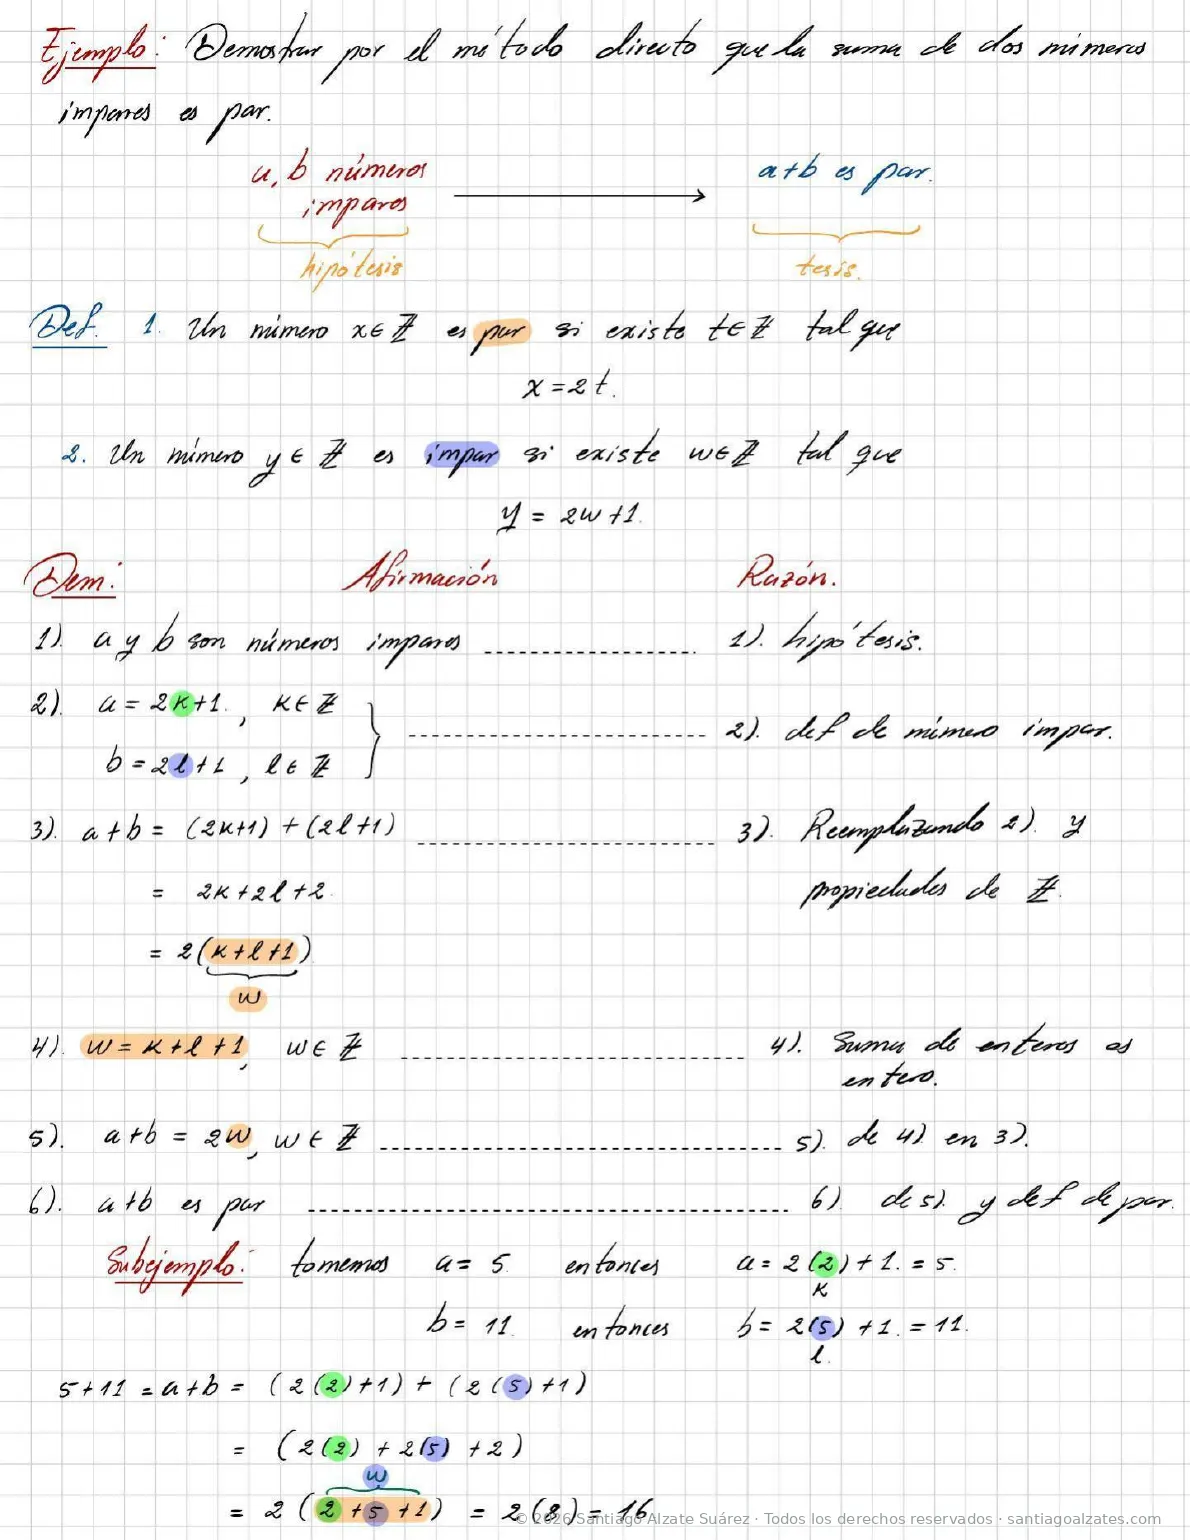 Ejemplo: Demostrar por el método directo que la suma de dos números
impares es par.
a, b números
impares
a+b es par.
hipótesis
tesis.
Def. 1. Un número x∈ℤ es par si existe t∈ℤ tal que
x = 2t.
2. Un número y∈ℤ es impar si existe w∈ℤ tal que
y = 2w+1.
Dem: Afirmación Razón.
1). a y b son números impares 1). hipótesis.
2). a = 2k+1. , k∈ℤ
b = 2l+1 , l∈ℤ
2). def de número impar.
3). a+b = (2k+1) + (2l+1) 3). Reemplazando 2). y
= 2k+2l+2. propiedades de ℤ.
= 2(k+l+1)
w
4). w = k+l+1, w∈ℤ 4). Suma de enteros es
entero.
5). a+b = 2w, w∈ℤ 5). de 4) en 3).
6). a+b es par 6). de 5). y def de par.
Subejemplo: tomemos a= 5. entonces a= 2(2)+1. = 5.
k
b= 11. entonces b= 2(5)+1. = 11.
l.
5+11 = a+b = (2(2)+1) + (2(5)+1)
= (2(2) + 2(5) +2)
w
= 2 (2+5+1) = 2(8) = 16
© 2026 Santiago Alzate Suárez · Todos los derechos reservados · santiagoalzates.com